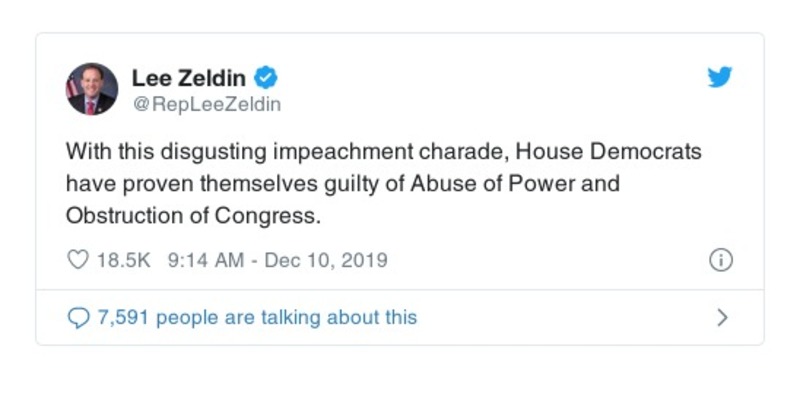 Lee Zeldin
@RepLeeZeldin
With this disgusting impeachment charade, House Democrats
have proven themselves guilty of Abuse of Power and
Obstruction of Congress.
18.5K 9:14 AM - Dec 10, 2019
7,591 people are talking about this